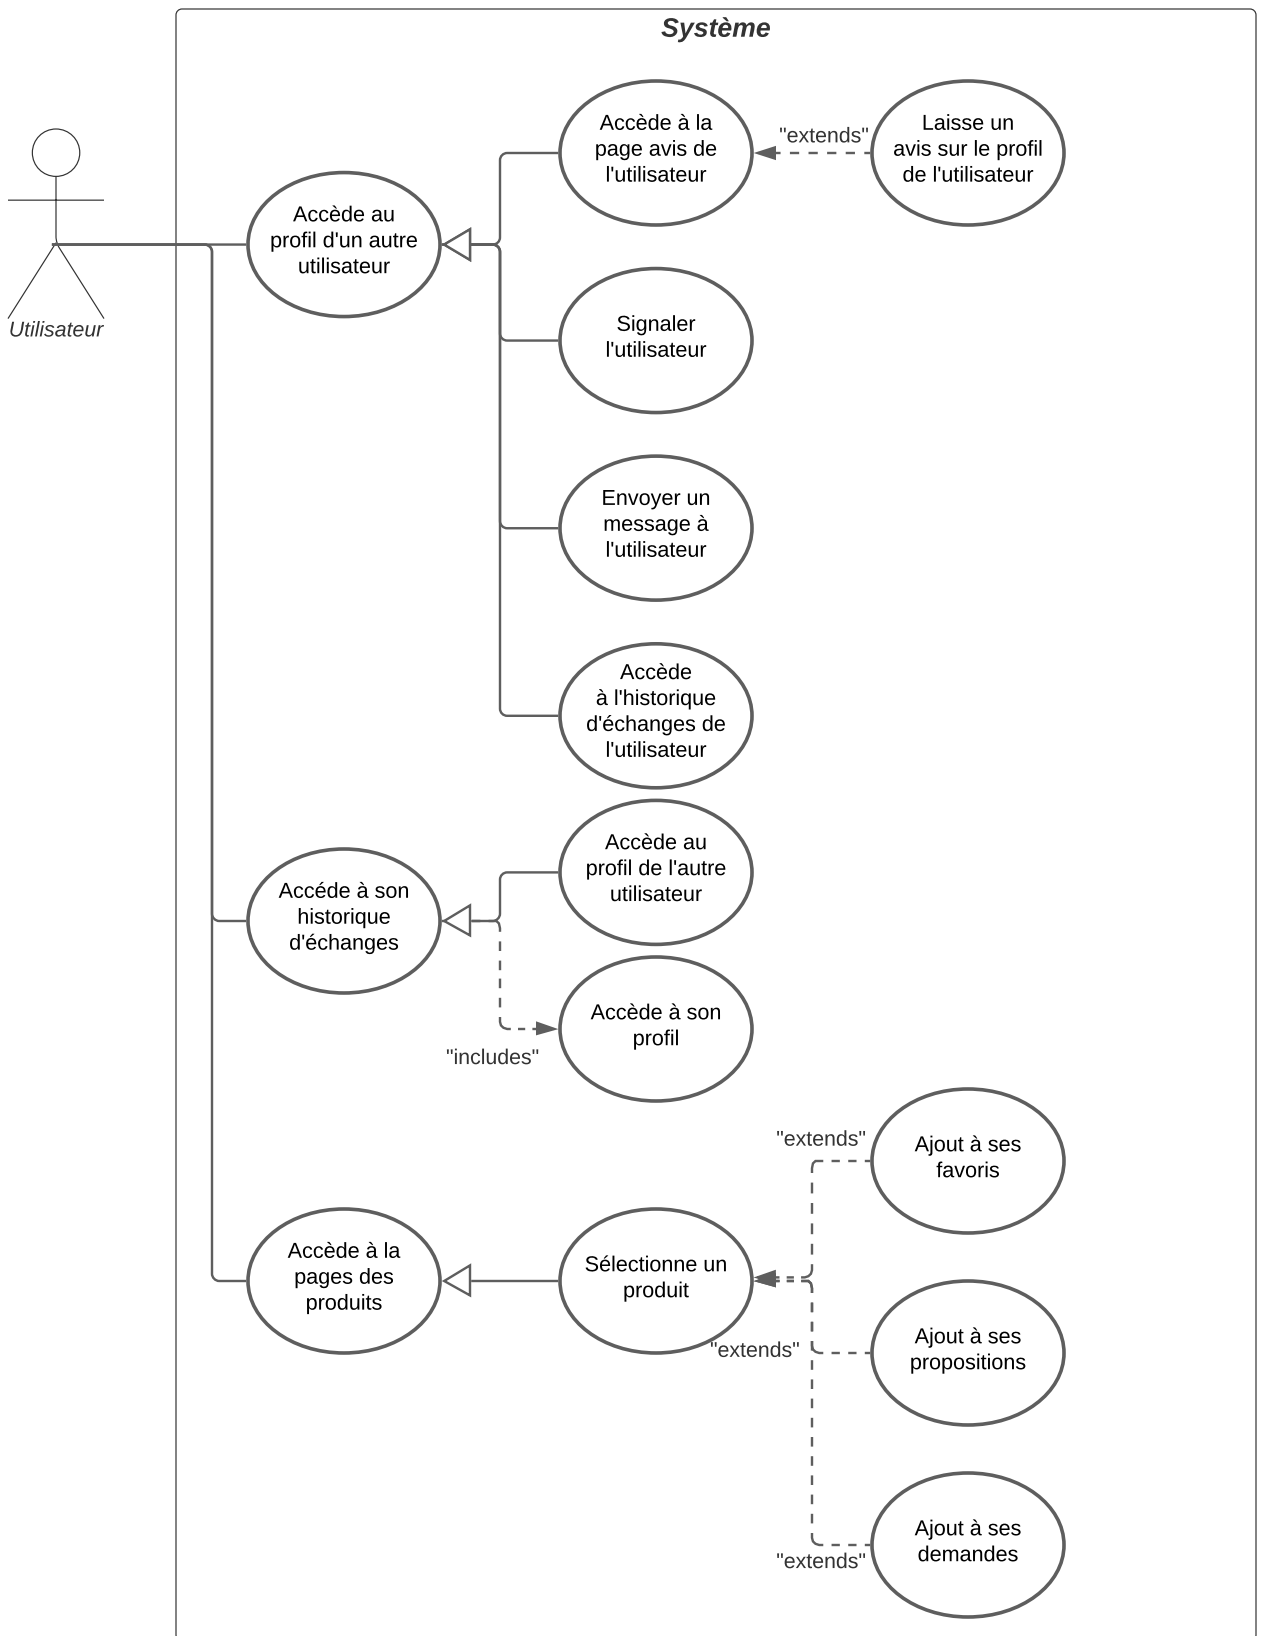 Système
Accède à la
page avis de
l'utilisateur
"extends"
Laisse un
avis sur le profil
de l'utilisateur
Accède au
profil d'un autre
utilisateur
Utilisateur
Signaler
l'utilisateur
Envoyer un
message à
l'utilisateur
Accède
à l'historique
d'échanges de
l'utilisateur
Accède au
profil de l'autre
utilisateur
Accéde à son
historique
d'échanges
Accède à son
profil
"includes"
"extends"
Ajout à ses
favoris
Accède à la
pages des
produits
Sélectionne un
produit
"extends"
Ajout à ses
propositions
Ajout à ses
demandes
"extends"